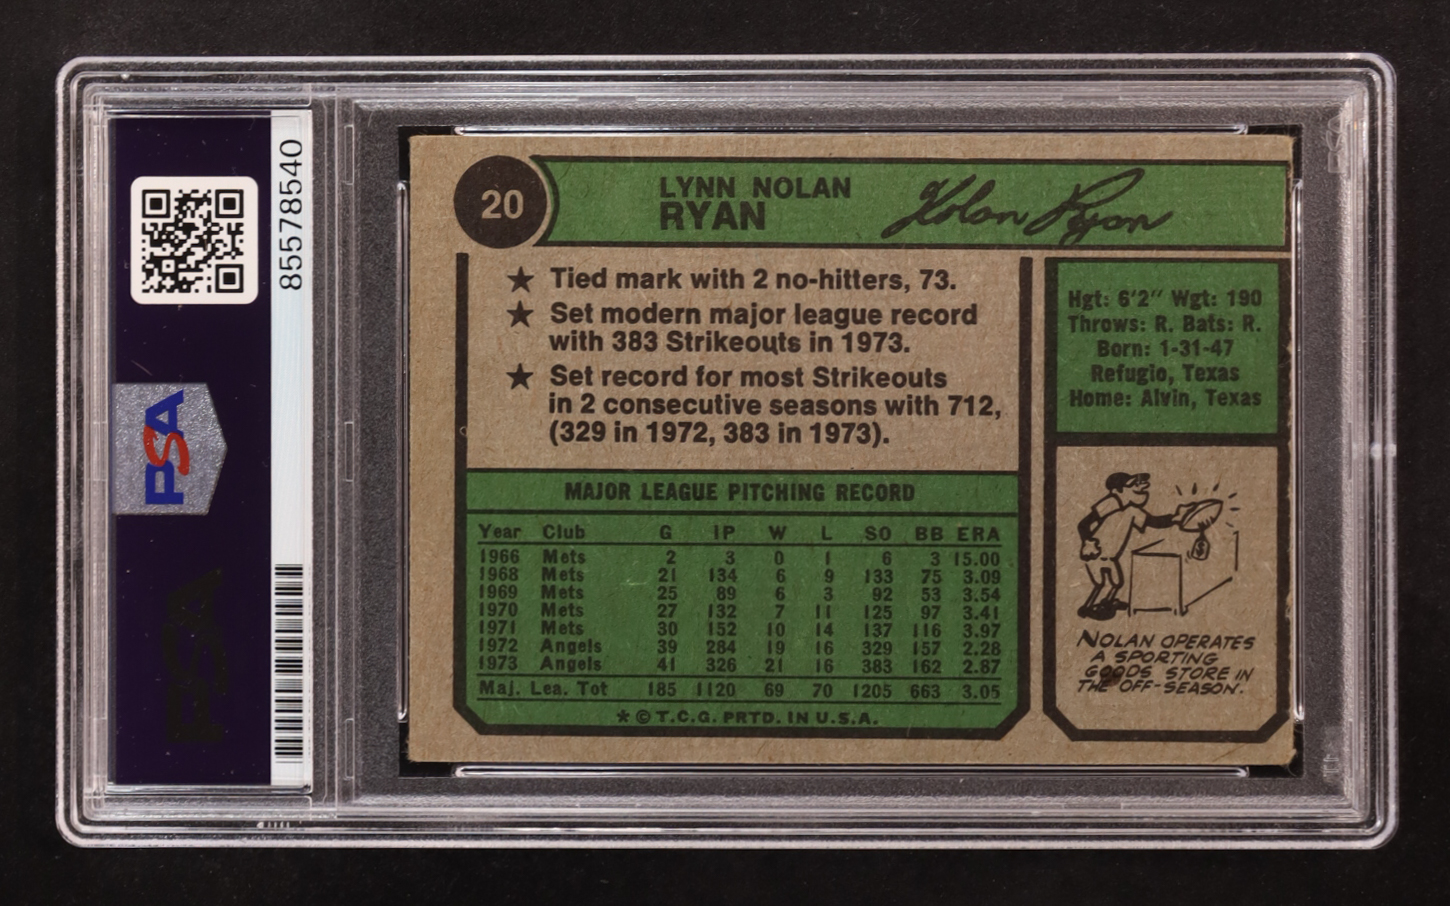 85578540
PSA
PSA
20
LYNN NOLAN
RYAN
Nolan Ryan
★ Tied mark with 2 no-hitters, 73.
★ Set modern major league record
with 383 Strikeouts in 1973.
★ Set record for most Strikeouts
in 2 consecutive seasons with 712,
(329 in 1972, 383 in 1973).
Hgt: 6'2" Wgt: 190
Throws: R. Bats: R.
Born: 1-31-47
Refugio, Texas
Home: Alvin, Texas
MAJOR LEAGUE PITCHING RECORD
Year Club G IP W L SO BB ERA
1966 Mets 2 3 0 1 6 3 15.00
1968 Mets 21 134 6 9 133 75 3.09
1969 Mets 25 89 6 3 92 53 3.54
1970 Mets 27 132 7 11 125 97 3.41
1971 Mets 30 152 10 14 137 116 3.97
1972 Angels 39 284 19 16 329 157 2.28
1973 Angels 41 326 21 16 383 162 2.87
Maj. Lea. Tot 185 1120 69 70 1205 663 3.05
★ © T.C.G. PRTD. IN U.S.A.
NOLAN OPERATES
A SPORTING
GOODS STORE IN
THE OFF-SEASON.